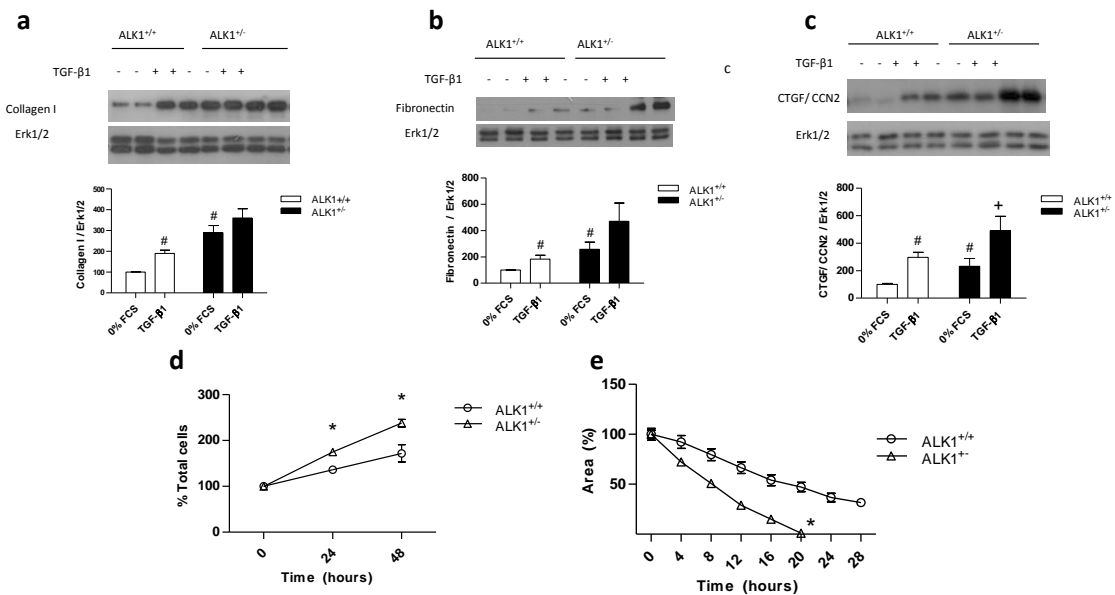 a
ALK1+/+ ALK1+/-
TGF-β1 - - + + - - + +
Collagen I
Erk1/2
Collagen I / Erk1/2
500
400
300
200
100
0
# #
0% FCS TGF-β1 0% FCS TGF-β1
ALK1+/+
ALK1+/-
b
ALK1+/+ ALK1+/-
TGF-β1 - - + + - - + +
Fibronectin
Erk1/2
Fibronectin / Erk1/2
800
600
400
200
0
# #
0% FCS TGF-β1 0% FCS TGF-β1
ALK1+/+
ALK1+/-
c
c
ALK1+/+ ALK1+/-
TGF-β1 - - + + - - + +
CTGF/ CCN2
Erk1/2
CTGF/ CCN2 / Erk1/2
800
600
400
200
0
# # +
0% FCS TGF-β1 0% FCS TGF-β1
ALK1+/+
ALK1+/-
d
% Total cells
300
200
100
0
* *
0 24 48
Time (hours)
ALK1+/+
ALK1+/-
e
Area (%)
150
100
50
*
0 4 8 12 16 20 24 28
Time (hours)
ALK1+/+
ALK1+-